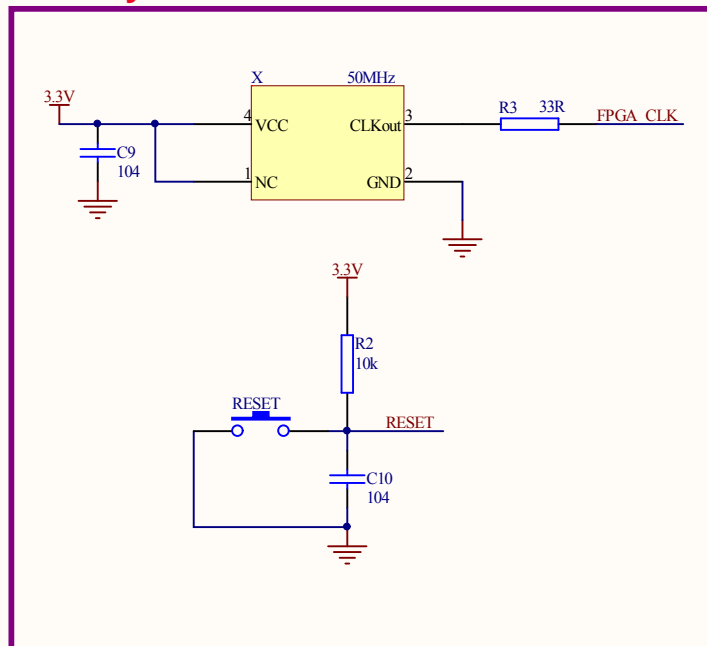 X 50MHz
3.3V
4 VCC CLKout 3
R3 33R FPGA_CLK
C9
104
1 NC GND 2
3.3V
R2
10k
RESET
RESET
C10
104